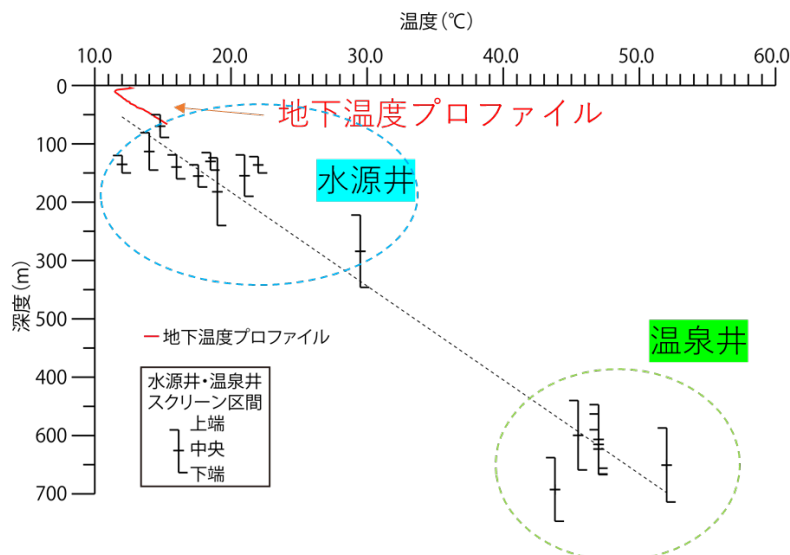 温度(℃)
10.0 20.0 30.0 40.0 50.0 60.0
0
100
200
300
500
400
600
700
深度(m)
地下温度プロファイル
水源井
温泉井
地下温度プロファイル
水源井・温泉井
スクリーン区間
上端
中央
下端